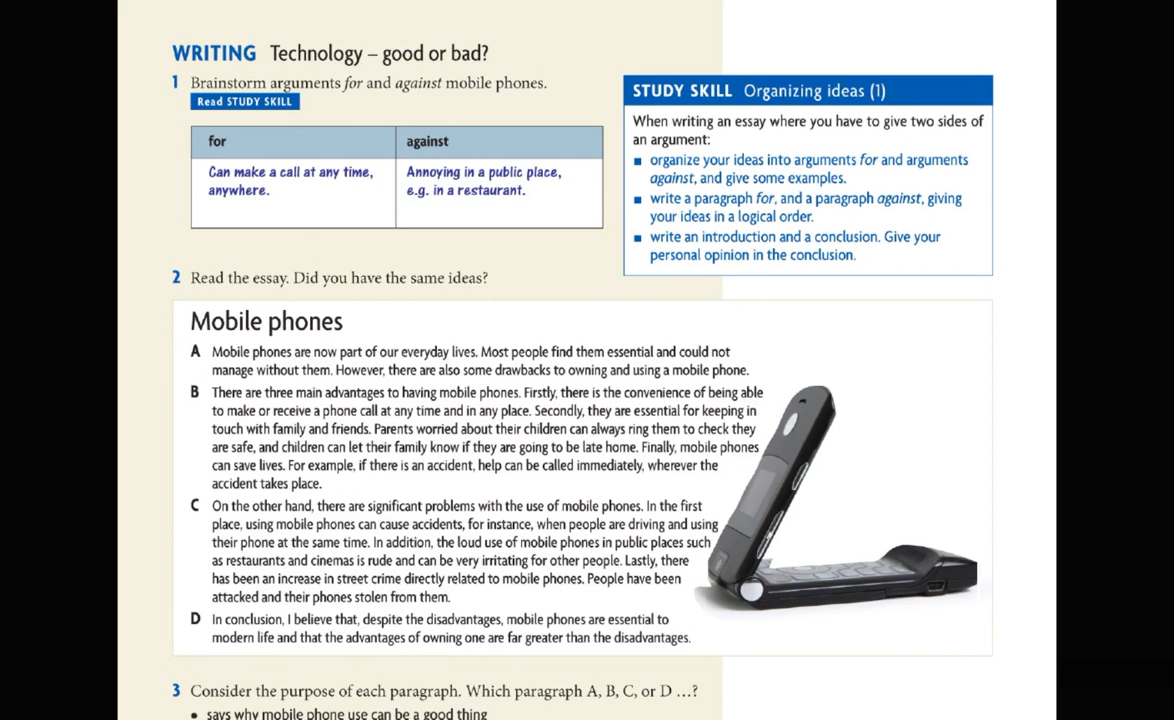 WRITING Technology – good or bad?
1 Brainstorm arguments for and against mobile phones.
Read STUDY SKILL
for against
Can make a call at any time, anywhere.
Annoying in a public place, e.g. in a restaurant.
STUDY SKILL Organizing ideas (1)
When writing an essay where you have to give two sides of
an argument:
■ organize your ideas into arguments for and arguments
against, and give some examples.
■ write a paragraph for, and a paragraph against, giving
your ideas in a logical order.
■ write an introduction and a conclusion. Give your
personal opinion in the conclusion.
2 Read the essay. Did you have the same ideas?
Mobile phones
A Mobile phones are now part of our everyday lives. Most people find them essential and could not
manage without them. However, there are also some drawbacks to owning and using a mobile phone.
B There are three main advantages to having mobile phones. Firstly, there is the convenience of being able
to make or receive a phone call at any time and in any place. Secondly, they are essential for keeping in
touch with family and friends. Parents worried about their children can always ring them to check they
are safe, and children can let their family know if they are going to be late home. Finally, mobile phones
can save lives. For example, if there is an accident, help can be called immediately, wherever the
accident takes place.
C On the other hand, there are significant problems with the use of mobile phones. In the first
place, using mobile phones can cause accidents, for instance, when people are driving and using
their phone at the same time. In addition, the loud use of mobile phones in public places such
as restaurants and cinemas is rude and can be very irritating for other people. Lastly, there
has been an increase in street crime directly related to mobile phones. People have been
attacked and their phones stolen from them.
D In conclusion, I believe that, despite the disadvantages, mobile phones are essential to
modern life and that the advantages of owning one are far greater than the disadvantages.
3 Consider the purpose of each paragraph. Which paragraph A, B, C, or D …?
• says why mobile phone use can be a good thing